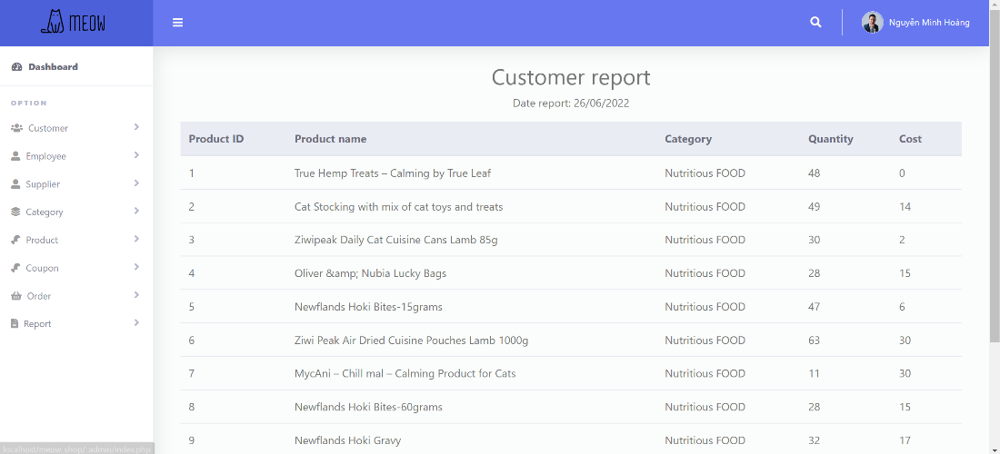 MEOW
Nguyễn Minh Hoàng
Dashboard
OPTION
Customer
Employee
Supplier
Category
Product
Coupon
Order
Report
Customer report
Date report: 26/06/2022
Product ID Product name Category Quantity Cost
1 True Hemp Treats – Calming by True Leaf Nutritious FOOD 48 0
2 Cat Stocking with mix of cat toys and treats Nutritious FOOD 49 14
3 Ziwipeak Daily Cat Cuisine Cans Lamb 85g Nutritious FOOD 30 2
4 Oliver &amp; Nubia Lucky Bags Nutritious FOOD 28 15
5 Newflands Hoki Bites-15grams Nutritious FOOD 47 6
6 Ziwi Peak Air Dried Cuisine Pouches Lamb 1000g Nutritious FOOD 63 30
7 MycAni – Chill mal – Calming Product for Cats Nutritious FOOD 11 30
8 Newflands Hoki Bites-60grams Nutritious FOOD 28 15
9 Newflands Hoki Gravy Nutritious FOOD 32 17
localhost/meow-shop/_admin/index.php